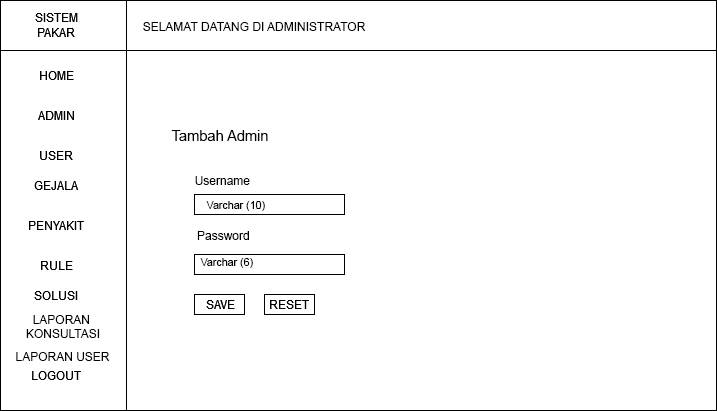 SISTEM
PAKAR
SELAMAT DATANG DI ADMINISTRATOR
HOME
ADMIN
USER
GEJALA
PENYAKIT
RULE
SOLUSI
LAPORAN
KONSULTASI
LAPORAN USER
LOGOUT
Tambah Admin
Username
Varchar (10)
Password
Varchar (6)
SAVE
RESET